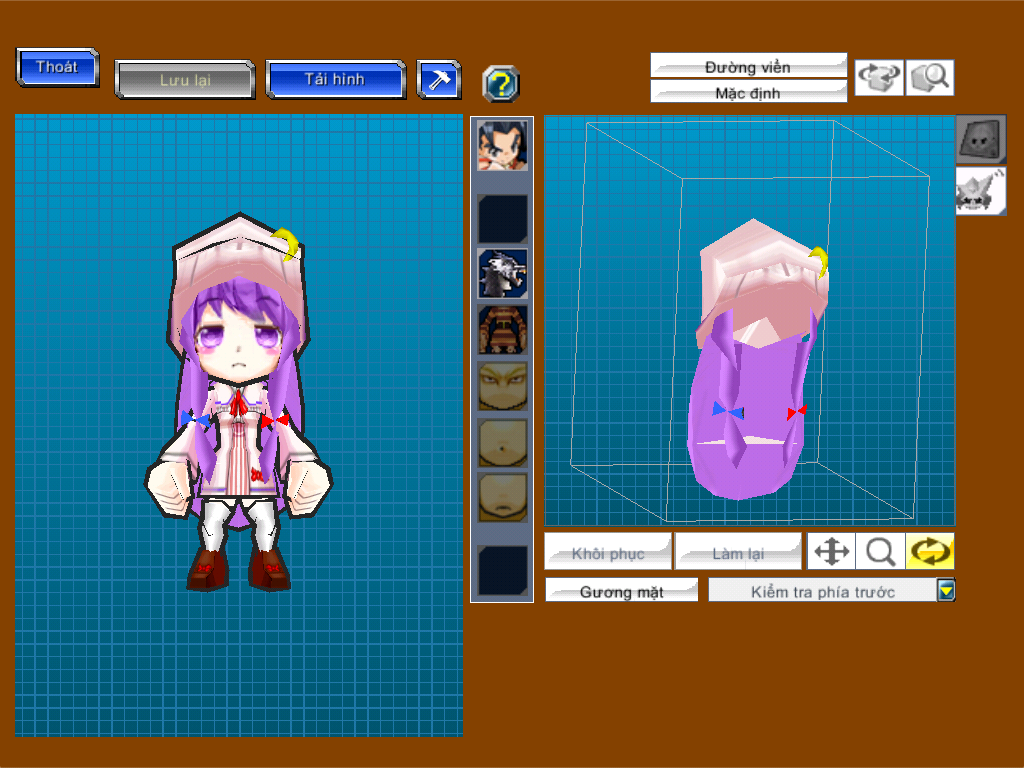 Thoát
Lưu lại
Tải hình
?
Đường viền
Mặc định
Khôi phục
Làm lại
Gương mặt
Kiểm tra phía trước